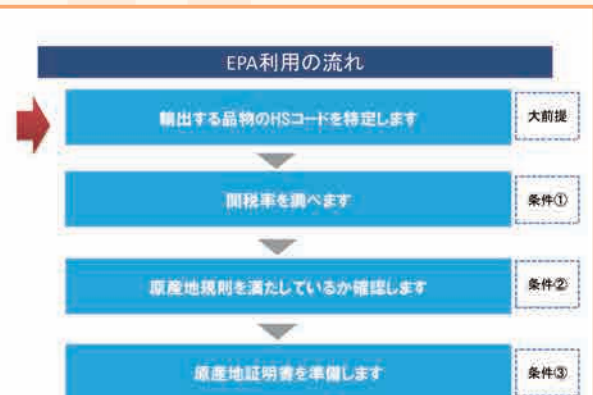 EPA利用の流れ
輸出する品物のHSコードを特定します
大前提
関税率を調べます
条件①
原産地規則を満たしているか確認します
条件②
原産地証明書を準備します
条件③